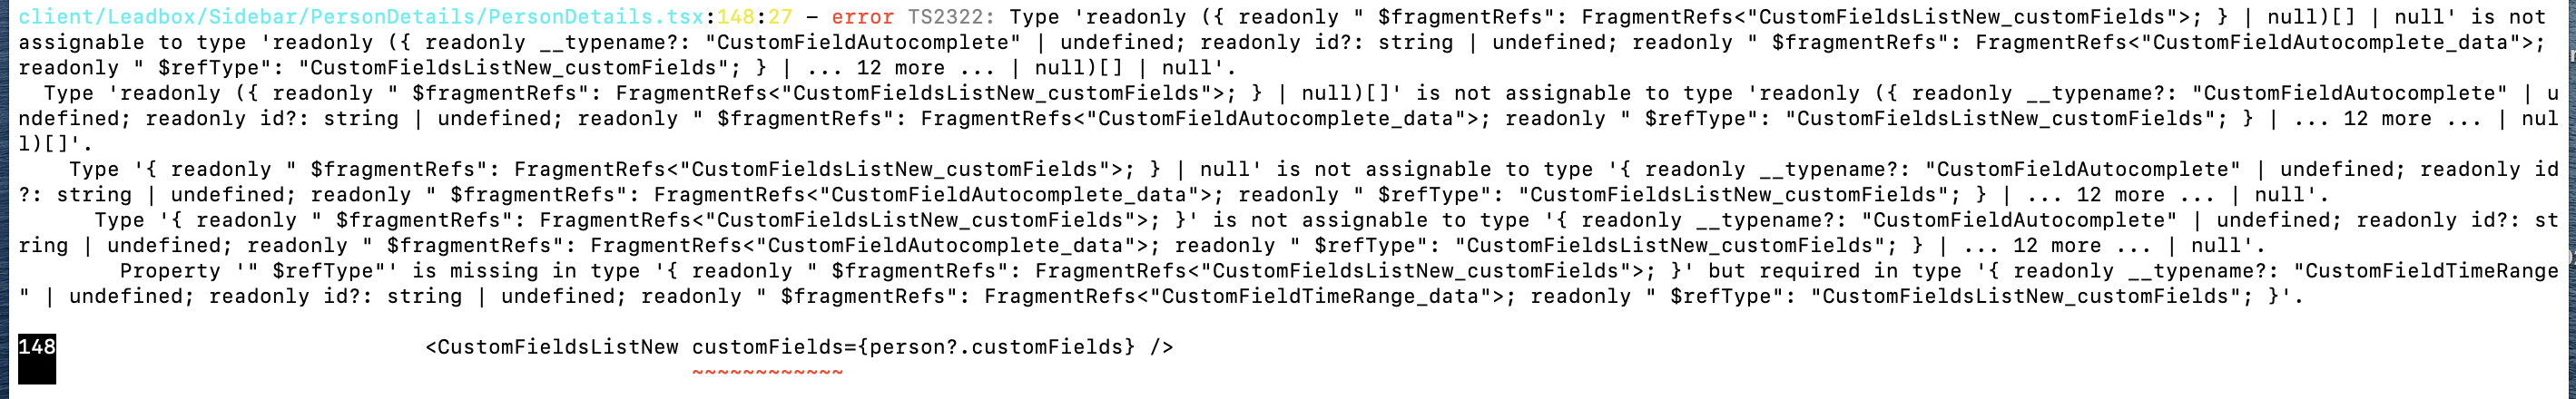 client/Leadbox/Sidebar/PersonDetails/PersonDetails.tsx:148:27 - error TS2322: Type 'readonly ({ readonly " $fragmentRefs": FragmentRefs<"CustomFieldsListNew_customFields">; } | null)[] | null' is not
assignable to type 'readonly ({ readonly __typename?: "CustomFieldAutocomplete" | undefined; readonly id?: string | undefined; readonly " $fragmentRefs": FragmentRefs<"CustomFieldAutocomplete_data">;
readonly " $refType": "CustomFieldsListNew_customFields"; } | ... 12 more ... | null)[] | null'.
  Type 'readonly ({ readonly " $fragmentRefs": FragmentRefs<"CustomFieldsListNew_customFields">; } | null)[]' is not assignable to type 'readonly ({ readonly __typename?: "CustomFieldAutocomplete" | u
ndefined; readonly id?: string | undefined; readonly " $fragmentRefs": FragmentRefs<"CustomFieldAutocomplete_data">; readonly " $refType": "CustomFieldsListNew_customFields"; } | ... 12 more ... | nul
l)[]'.
    Type '{ readonly " $fragmentRefs": FragmentRefs<"CustomFieldsListNew_customFields">; } | null' is not assignable to type '{ readonly __typename?: "CustomFieldAutocomplete" | undefined; readonly id
?: string | undefined; readonly " $fragmentRefs": FragmentRefs<"CustomFieldAutocomplete_data">; readonly " $refType": "CustomFieldsListNew_customFields"; } | ... 12 more ... | null'.
      Type '{ readonly " $fragmentRefs": FragmentRefs<"CustomFieldsListNew_customFields">; }' is not assignable to type '{ readonly __typename?: "CustomFieldAutocomplete" | undefined; readonly id?: st
ring | undefined; readonly " $fragmentRefs": FragmentRefs<"CustomFieldAutocomplete_data">; readonly " $refType": "CustomFieldsListNew_customFields"; } | ... 12 more ... | null'.
        Property '" $refType"' is missing in type '{ readonly " $fragmentRefs": FragmentRefs<"CustomFieldsListNew_customFields">; }' but required in type '{ readonly __typename?: "CustomFieldTimeRange
" | undefined; readonly id?: string | undefined; readonly " $fragmentRefs": FragmentRefs<"CustomFieldTimeRange_data">; readonly " $refType": "CustomFieldsListNew_customFields"; }'.
148                             <CustomFieldsListNew customFields={person?.customFields} />
                                                     ~~~~~~~~~~~~